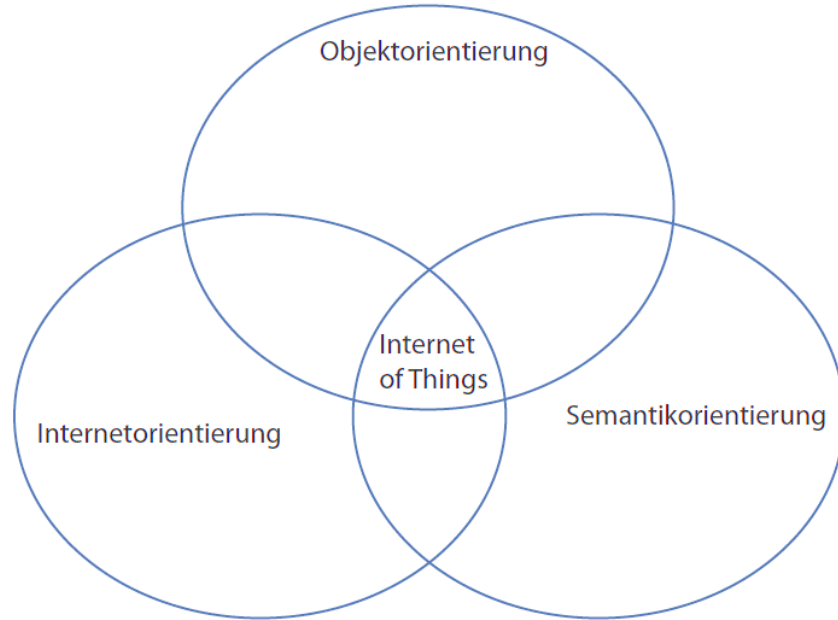 Objektorientierung
Internet
of Things
Internetorientierung
Semantikorientierung